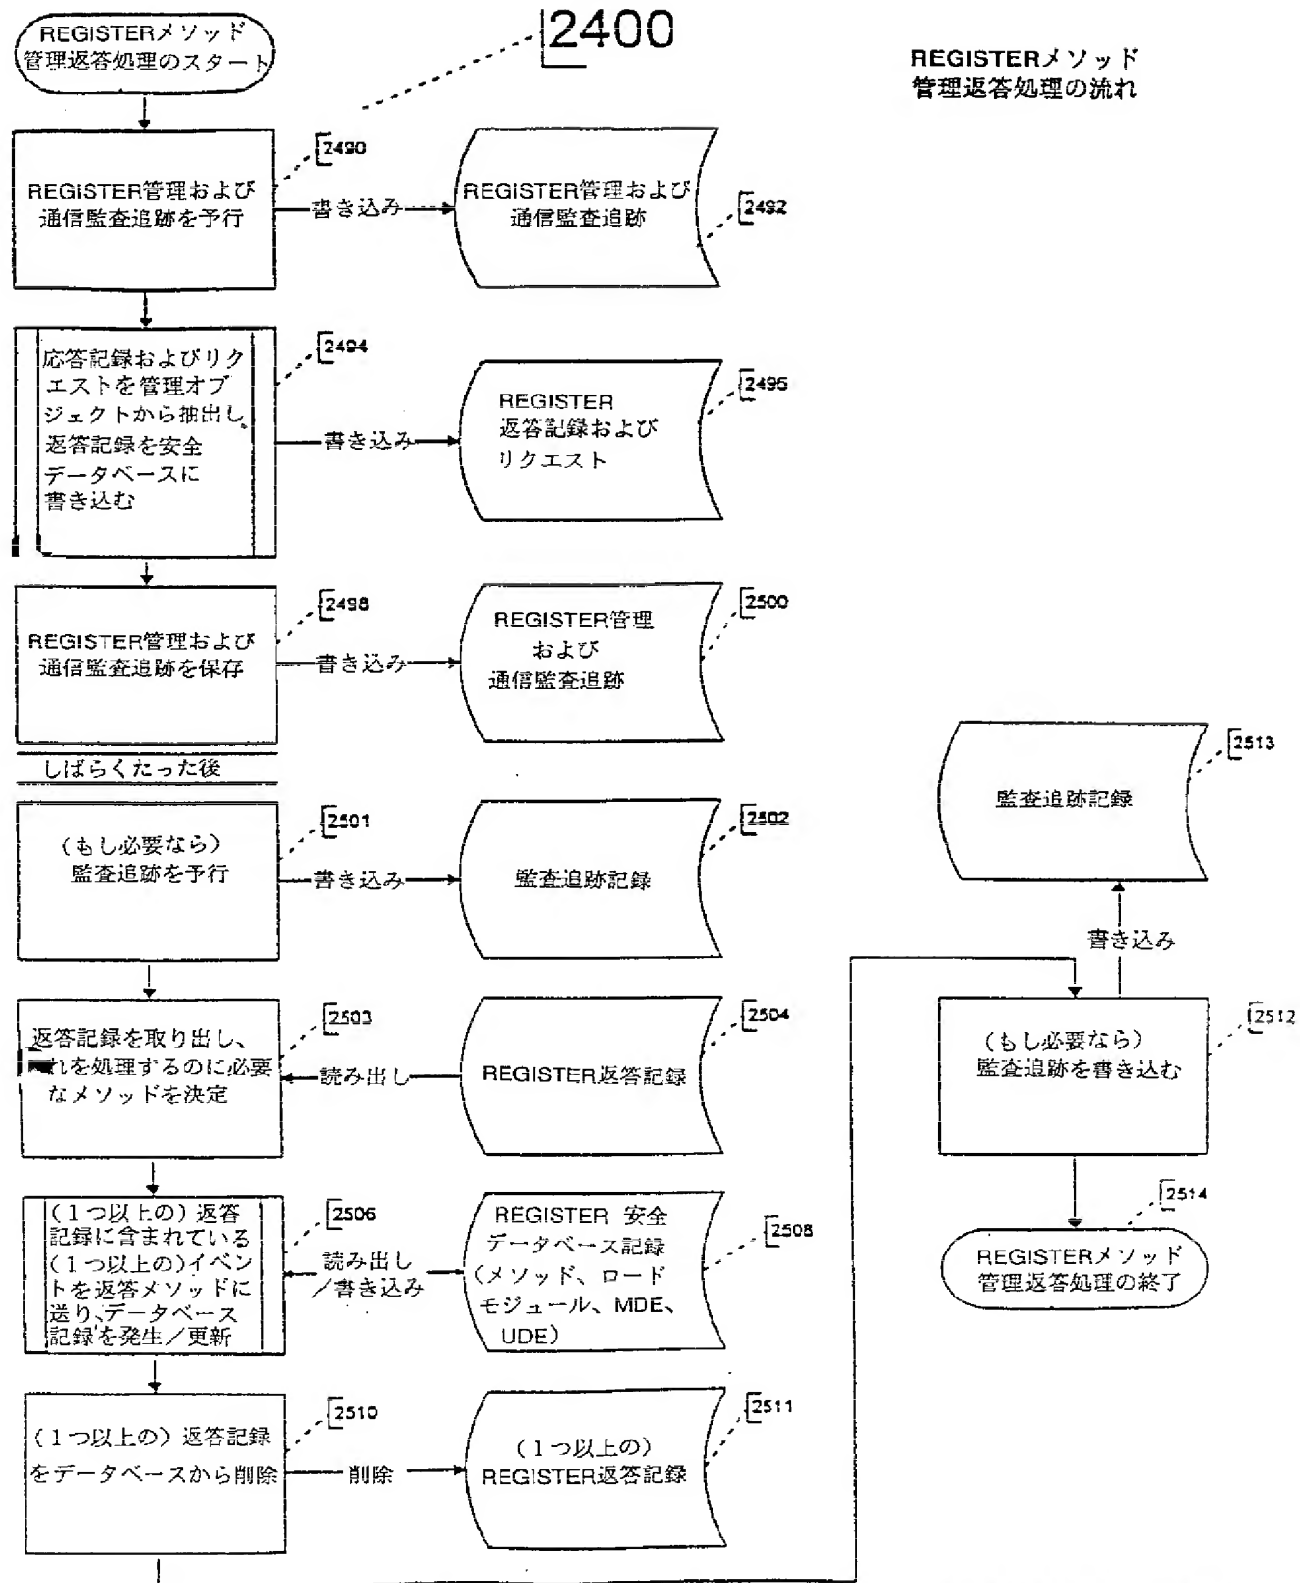 REGISTERメソッド
管理返答処理のスタート
2400
REGISTERメソッド
管理返答処理の流れ
2490
REGISTER管理および
通信監査追跡を予行
書き込み
REGISTER管理および
通信監査追跡
2492
2494
応答記録およびリク
エストを管理オブ
ジェクトから抽出し、
返答記録を安全
データベースに
書き込む
書き込み
REGISTER
返答記録および
リクエスト
2496
2498
REGISTER管理および
通信監査追跡を保存
書き込み
REGISTER管理
および
通信監査追跡
2500
しばらくたった後
2501
（もし必要なら）
監査追跡を予行
書き込み
監査追跡記録
2502
2503
返答記録を取り出し、
れを処理するのに必要
なメソッドを決定
読み出し
REGISTER返答記録
2504
2506
（1つ以上の）返答
記録に含まれている
（1つ以上の）イベン
トを返答メソッドに
送り、データベース
記録を発生／更新
読み出し
／書き込み
REGISTER 安全
データベース記録
（メソッド、ロード
モジュール、MDE、
UDE）
2508
2510
（1つ以上の）返答記録
をデータベースから削除
削除
（1つ以上の）
REGISTER返答記録
2511
2513
監査追跡記録
書き込み
2512
（もし必要なら）
監査追跡を書き込む
2514
REGISTERメソッド
管理返答処理の終了